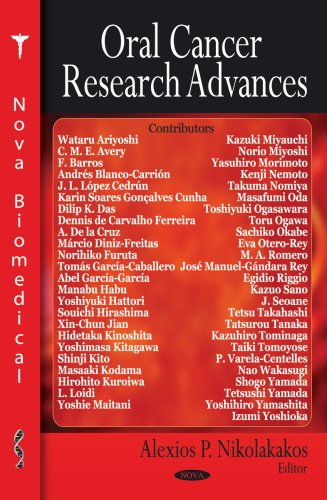 Nova Biomedical
Oral Cancer
Research Advances
Contributors
Wataru Ariyoshi
C. M. E. Avery
F. Barros
Andrés Blanco-Carrión
J. L. López Cedrún
Karin Soares Gonçalves Cunha
Dilip K. Das
Dennis de Carvalho Ferreira
A. De la Cruz
Márcio Diniz-Freitas
Norihiko Furuta
Tomás García-Caballero
Abel García-García
Manabu Habu
Yoshiyuki Hattori
Souichi Hirashima
Xin-Chun Jian
Hidetaka Kinoshita
Yoshimasa Kitagawa
Shinji Kito
Masaaki Kodama
Hirohito Kuroiwa
L. Loidi
Yoshie Maitani
Kazuki Miyauchi
Norio Miyoshi
Yasuhiro Morimoto
Kenji Nemoto
Takuma Nomiya
Masafumi Oda
Toshiyuki Ogasawara
Toru Ogawa
Sachiko Okabe
Eva Otero-Rey
M. A. Romero
José Manuel-Gándara Rey
Egidio Riggio
Kazuo Sano
J. Seoane
Tetsu Takahashi
Tatsurou Tanaka
Kazuhiro Tominaga
Taiki Tomoyose
P. Varela-Centelles
Nao Wakasugi
Shogo Yamada
Tetsushi Yamada
Yoshihiro Yamashita
Izumi Yoshioka
Alexios P. Nikolakakos
Editor
NOVA